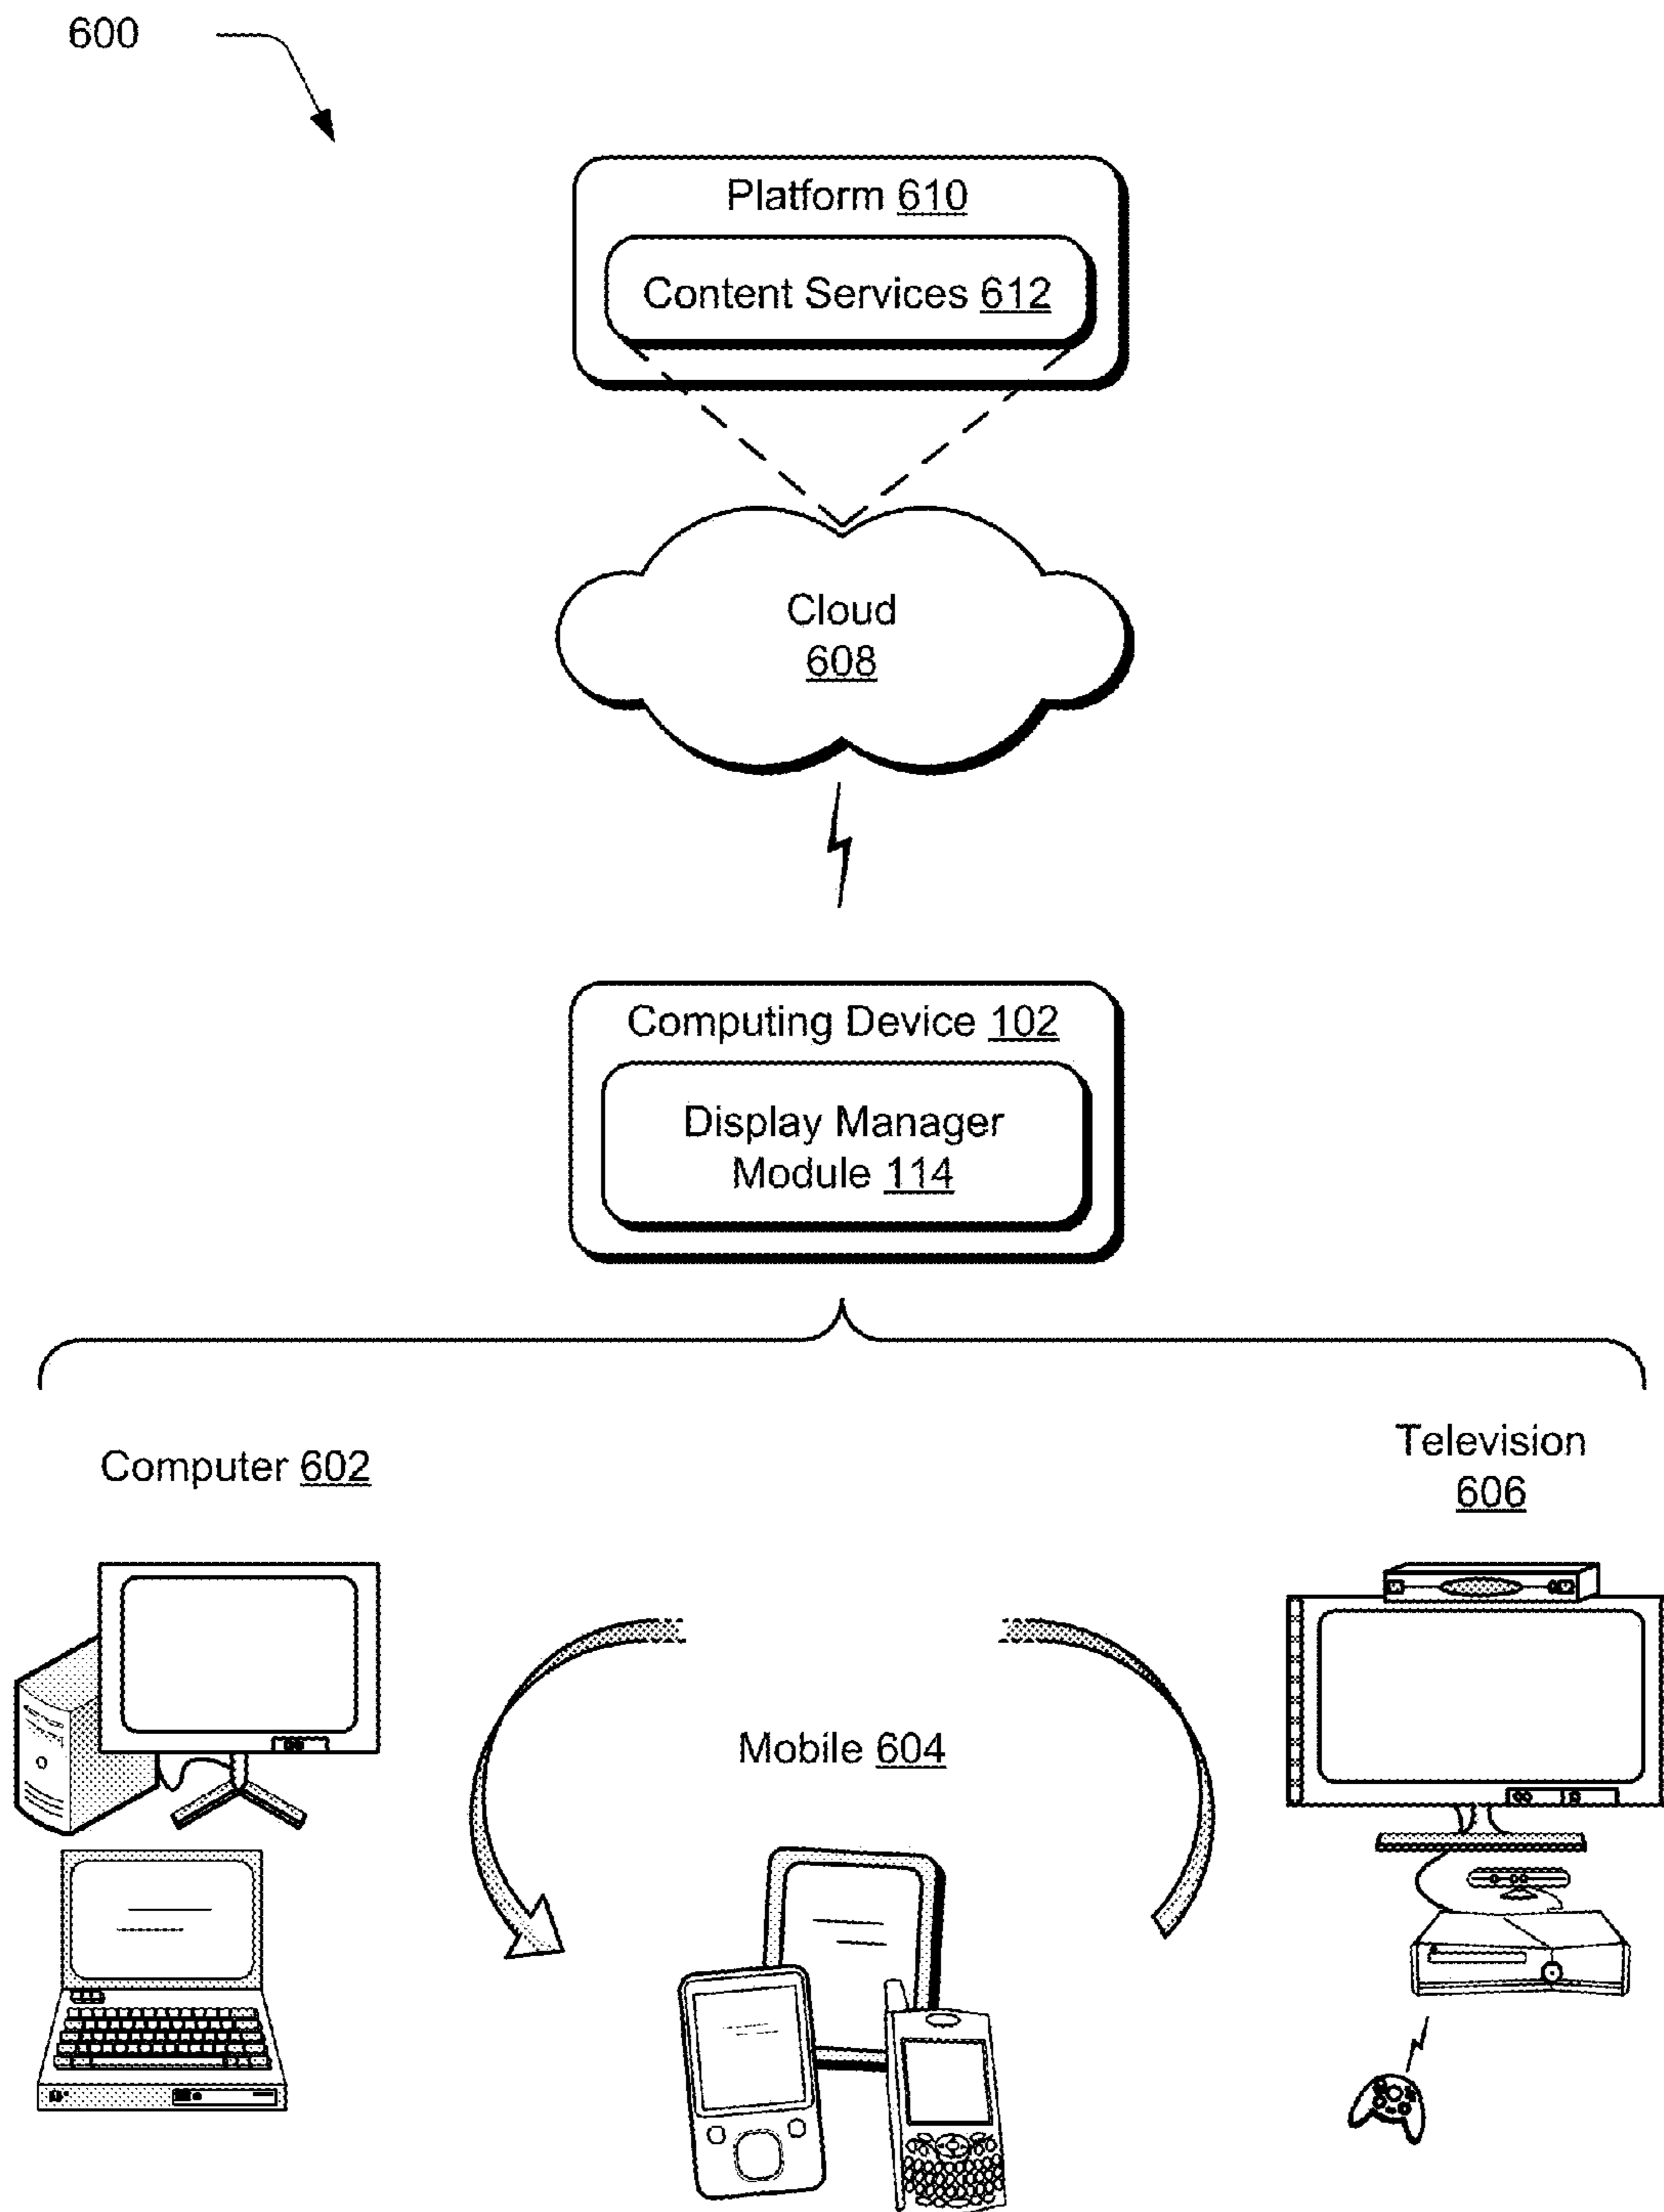 600
Platform 610
Content Services 612
Cloud
608
Computing Device 102
Display Manager
Module 114
Computer 602
Television
606
Mobile 604